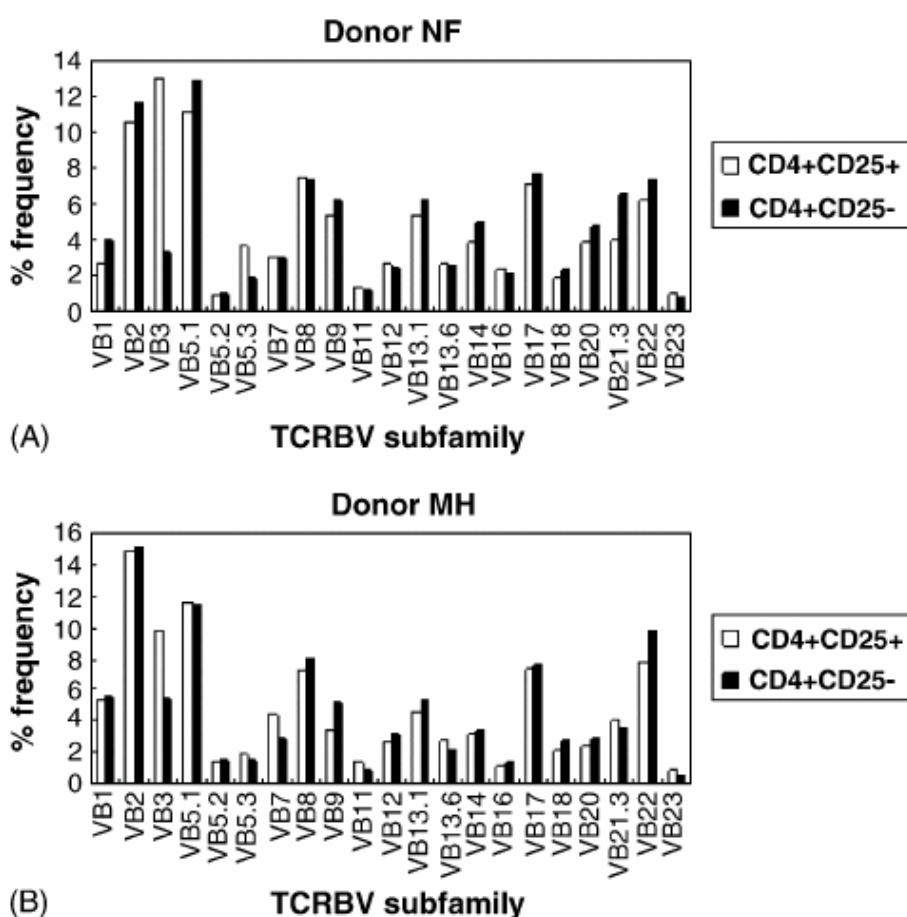 Donor NF
14
12
10
8
6
4
2
0
% frequency
VB1
VB2
VB3
VB5.1
VB5.2
VB5.3
VB7
VB8
VB9
VB11
VB12
VB13.1
VB13.6
VB14
VB16
VB17
VB18
VB20
VB21.3
VB22
VB23
CD4+CD25+
CD4+CD25-
(A) TCRBV subfamily
Donor MH
16
14
12
10
8
6
4
2
0
% frequency
VB1
VB2
VB3
VB5.1
VB5.2
VB5.3
VB7
VB8
VB9
VB11
VB12
VB13.1
VB13.6
VB14
VB16
VB17
VB18
VB20
VB21.3
VB22
VB23
CD4+CD25+
CD4+CD25-
(B) TCRBV subfamily